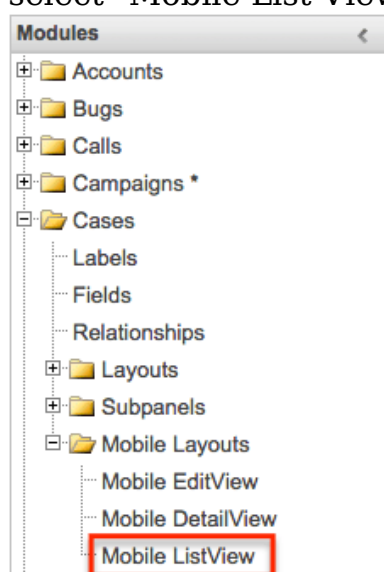 select "Mobile List View
Modules
Accounts
Bugs
Calls
Campaigns *
Cases
Labels
Fields
Relationships
Layouts
Subpanels
Mobile Layouts
Mobile EditView
Mobile DetailView
Mobile ListView